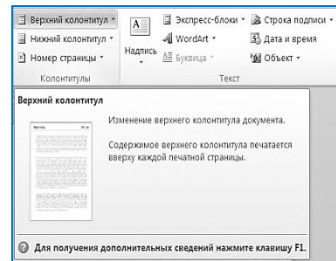 Верхний колонтитул
Нижний колонтитул
Номер страницы
Колонтитулы
А
Надпись
Экспресс-блоки
WordArt
Буквица
Строка подписи
Дата и время
Объект
Текст
Верхний колонтитул
Изменение верхнего колонтитула документа.
Содержимое верхнего колонтитула печатается
вверху каждой печатной страницы.
Для получения дополнительных сведений нажмите клавишу F1.